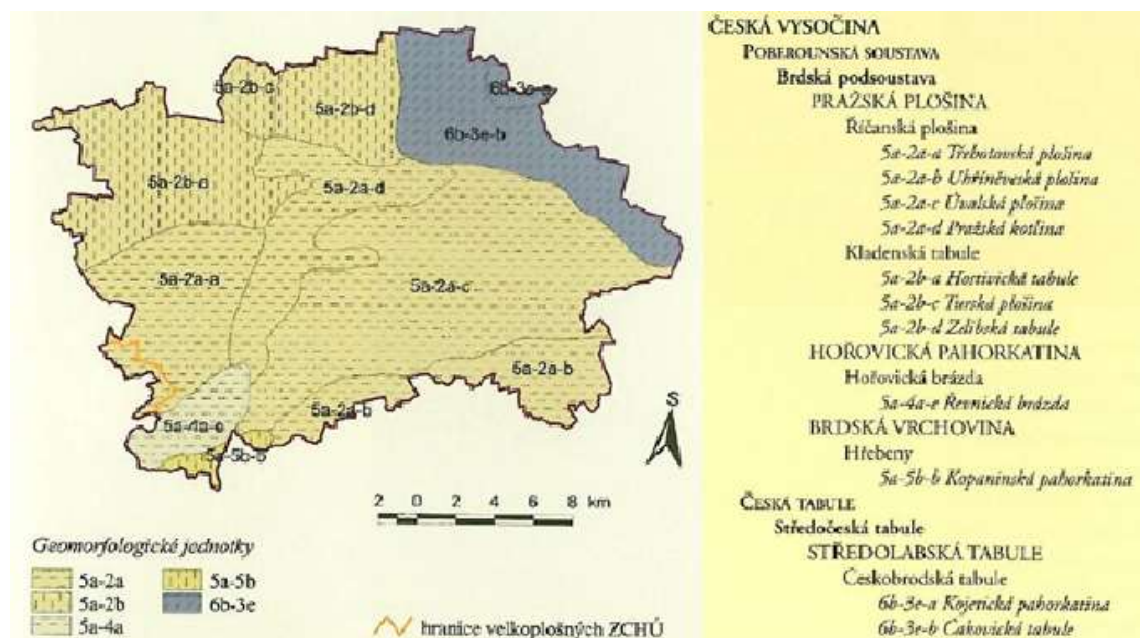 5a-2b-c
5a-2b-d
6b-3e-a
6b-3e-b
5a-2b-a
5a-2a-d
5a-2a-a
5a-2a-c
5a-2a-b
5a-2a-b
5a-4a-e
5a-5b-b
S
2 0 2 4 6 8 km
Geomorfologické jednotky
5a-2a
5a-2b
5a-4a
5a-5b
6b-3e
hranice velkoplošných ZCHÚ
ČESKÁ VYSOČINA
POBEROUNSKÁ SOUSTAVA
Brdská podsoustava
PRAŽSKÁ PLOŠINA
Říčanská plošina
5a-2a-a Třebotovská plošina
5a-2a-b Uhříněveská plošina
5a-2a-c Úvalská plošina
5a-2a-d Pražská kotlina
Kladenská tabule
5a-2b-a Hostivická tabule
5a-2b-c Turská plošina
5a-2b-d Zdibská tabule
HOŘOVICKÁ PAHORKATINA
Hořovická brázda
5a-4a-e Řevnická brázda
BRDSKÁ VRCHOVINA
Hřebeny
5a-5b-b Kopaninská pahorkatina
ČESKÁ TABULE
Středočeská tabule
STŘEDOLABSKÁ TABULE
Českobrodská tabule
6b-3e-a Kojetická pahorkatina
6b-3e-b Čakovická tabule